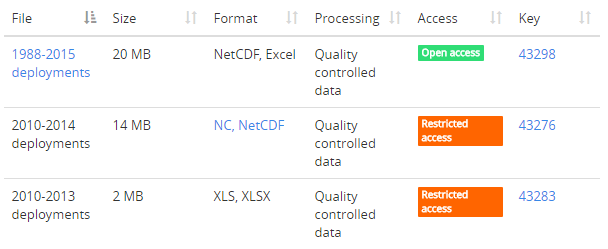 File Size Format Processing Access Key
1988-2015 20 MB NetCDF, Excel Quality Open access 43298
deployments controlled
data
2010-2014 14 MB NC, NetCDF Quality Restricted 43276
deployments controlled access
data
2010-2013 2 MB XLS, XLSX Quality Restricted 43283
deployments controlled access
data